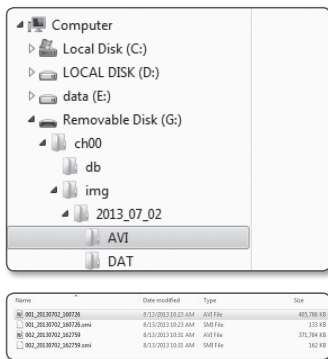 Computer
Local Disk (C:)
LOCAL DISK (D:)
data (E:)
Removable Disk (G:)
ch00
db
img
2013_07_02
AVI
DAT
Name Date modified Type Size
001_20130702_160726 8/13/2013 10:23 AM AVI File 405,786 KB
001_20130702_160726.smi 8/13/2013 10:23 AM SMI File 133 KB
002_20130702_162759 8/13/2013 10:31 AM AVI File 371,784 KB
002_20130702_162759.smi 8/13/2013 10:31 AM SMI File 162 KB